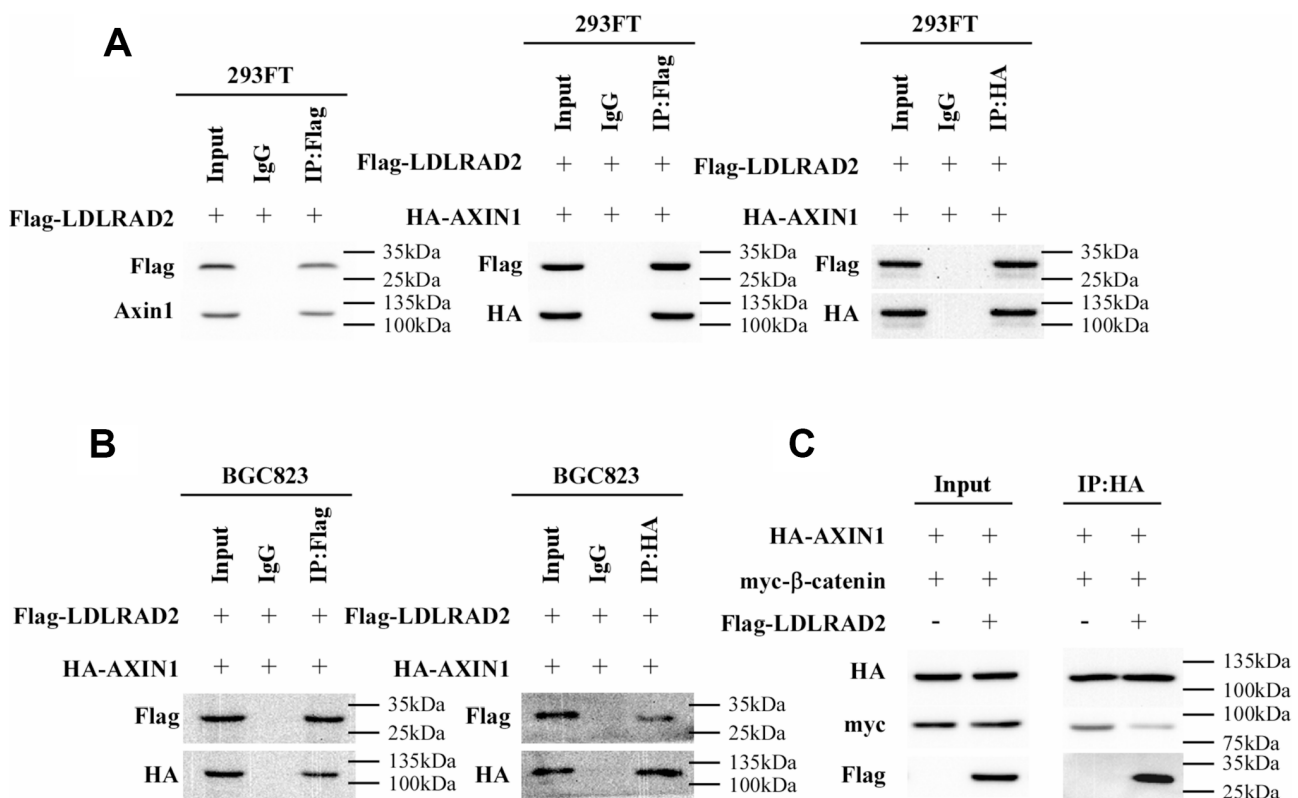 A
293FT
Input
IgG
IP:Flag
Flag-LDLRAD2 + + +
Flag
35kDa
25kDa
Axin1
135kDa
100kDa
293FT
Input
IgG
IP:Flag
Flag-LDLRAD2 + + +
HA-AXIN1 + + +
Flag
35kDa
25kDa
HA
135kDa
100kDa
293FT
Input
IgG
IP:HA
Flag-LDLRAD2 + + +
HA-AXIN1 + + +
Flag
35kDa
25kDa
HA
135kDa
100kDa
B
BGC823
Input
IgG
IP:Flag
Flag-LDLRAD2 + + +
HA-AXIN1 + + +
Flag
35kDa
25kDa
HA
135kDa
100kDa
BGC823
Input
IgG
IP:HA
Flag-LDLRAD2 + + +
HA-AXIN1 + + +
Flag
35kDa
25kDa
HA
135kDa
100kDa
C
Input IP:HA
HA-AXIN1 + + + +
myc-β-catenin + + + +
Flag-LDLRAD2 - + - +
HA
135kDa
100kDa
myc
100kDa
75kDa
Flag
35kDa
25kDa